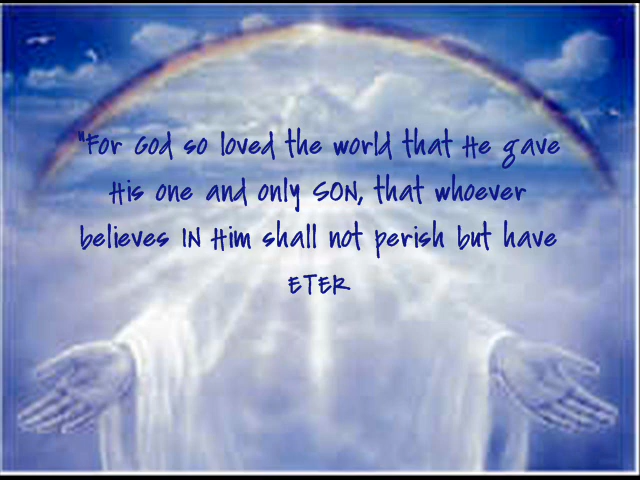 "For God so loved the world that He gave
His one and only SON, that whoever
believes IN Him shall not perish but have
ETER